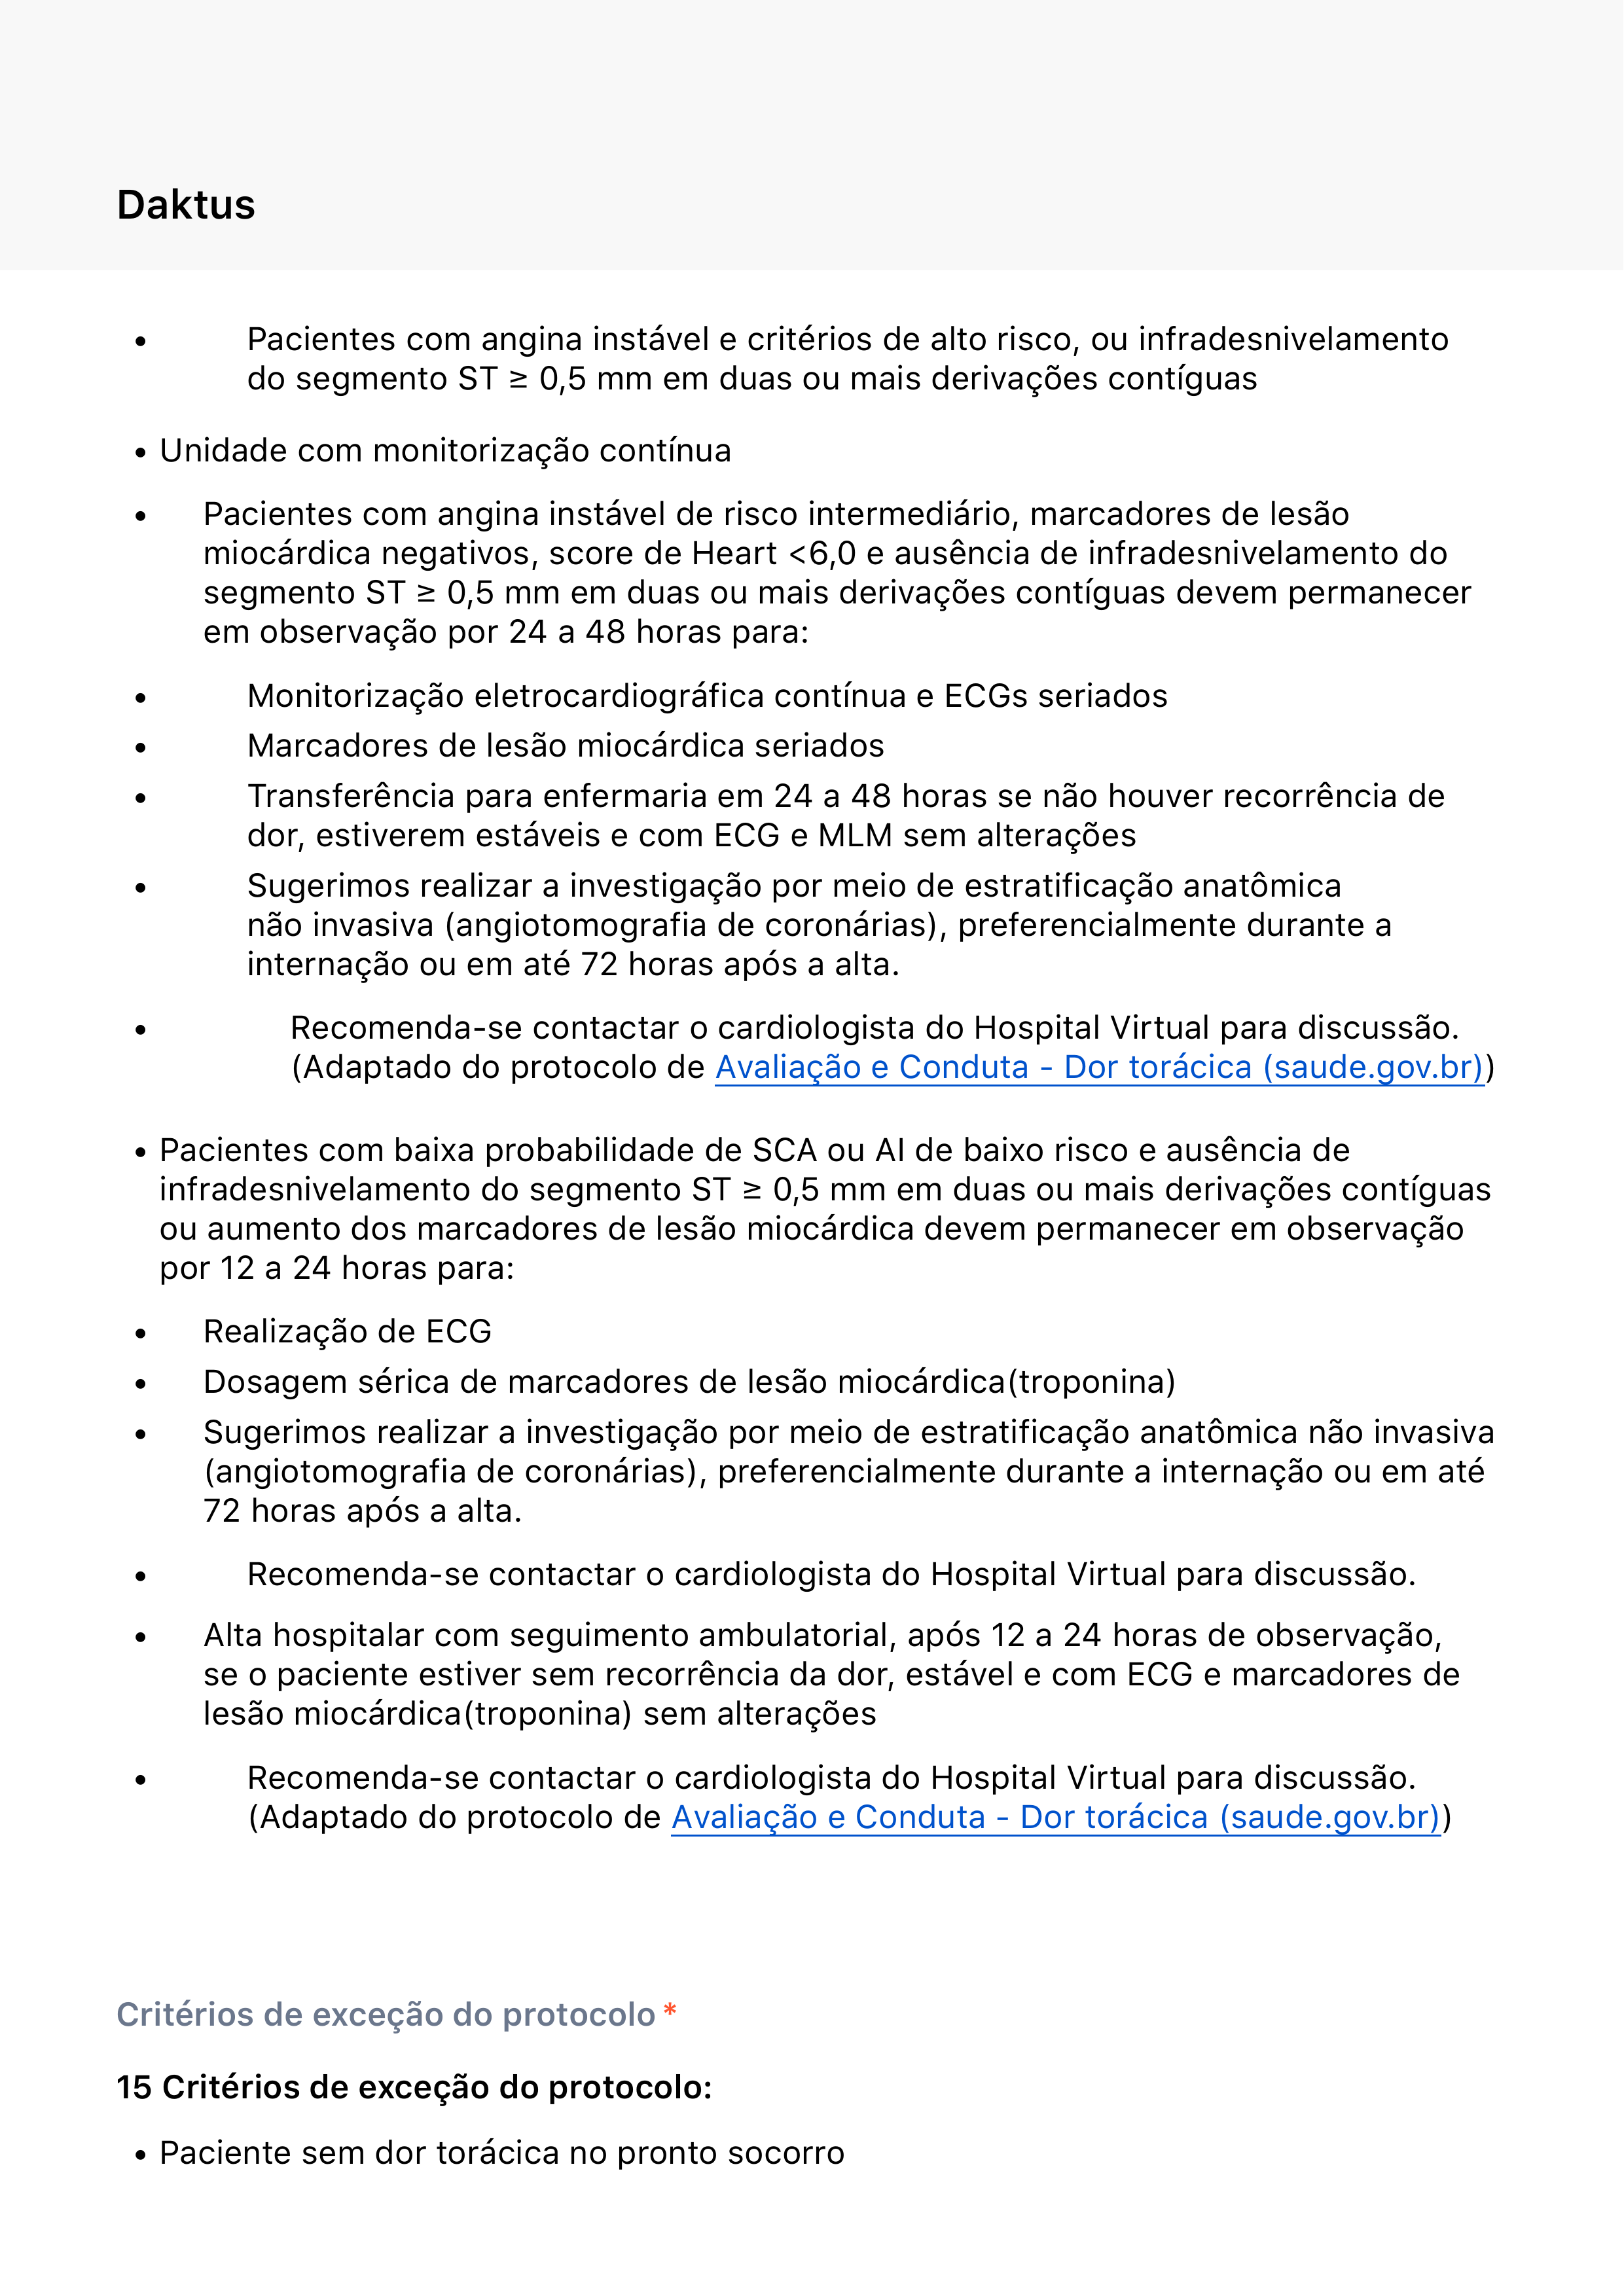 Daktus
• Pacientes com angina instável e critérios de alto risco, ou infradesnivelamento
do segmento ST ≥ 0,5 mm em duas ou mais derivações contíguas
• Unidade com monitorização contínua
• Pacientes com angina instável de risco intermediário, marcadores de lesão
miocárdica negativos, score de Heart <6,0 e ausência de infradesnivelamento do
segmento ST ≥ 0,5 mm em duas ou mais derivações contíguas devem permanecer
em observação por 24 a 48 horas para:
• Monitorização eletrocardiográfica contínua e ECGs seriados
• Marcadores de lesão miocárdica seriados
• Transferência para enfermaria em 24 a 48 horas se não houver recorrência de
dor, estiverem estáveis e com ECG e MLM sem alterações
• Sugerimos realizar a investigação por meio de estratificação anatômica
não invasiva (angiotomografia de coronárias), preferencialmente durante a
internação ou em até 72 horas após a alta.
• Recomenda-se contactar o cardiologista do Hospital Virtual para discussão.
(Adaptado do protocolo de Avaliação e Conduta - Dor torácica (saude.gov.br))
• Pacientes com baixa probabilidade de SCA ou AI de baixo risco e ausência de
infradesnivelamento do segmento ST ≥ 0,5 mm em duas ou mais derivações contíguas
ou aumento dos marcadores de lesão miocárdica devem permanecer em observação
por 12 a 24 horas para:
• Realização de ECG
• Dosagem sérica de marcadores de lesão miocárdica(troponina)
• Sugerimos realizar a investigação por meio de estratificação anatômica não invasiva
(angiotomografia de coronárias), preferencialmente durante a internação ou em até
72 horas após a alta.
• Recomenda-se contactar o cardiologista do Hospital Virtual para discussão.
• Alta hospitalar com seguimento ambulatorial, após 12 a 24 horas de observação,
se o paciente estiver sem recorrência da dor, estável e com ECG e marcadores de
lesão miocárdica(troponina) sem alterações
• Recomenda-se contactar o cardiologista do Hospital Virtual para discussão.
(Adaptado do protocolo de Avaliação e Conduta - Dor torácica (saude.gov.br))
Critérios de exceção do protocolo *
15 Critérios de exceção do protocolo:
• Paciente sem dor torácica no pronto socorro